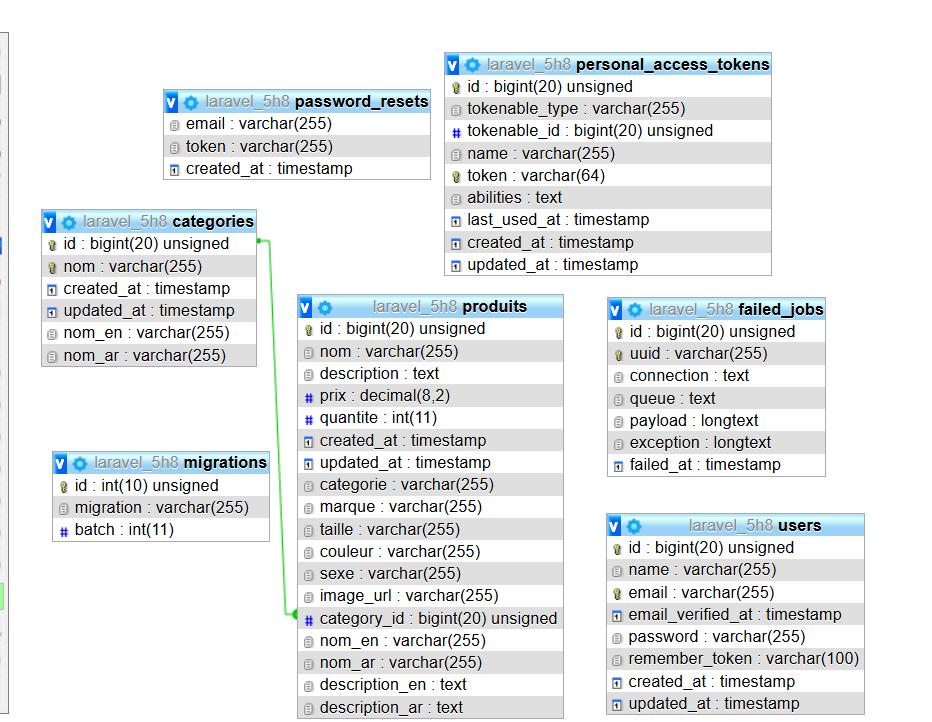 laravel_5h8 personal_access_tokens
id : bigint(20) unsigned
tokenable_type : varchar(255)
tokenable_id : bigint(20) unsigned
name : varchar(255)
token : varchar(64)
abilities : text
last_used_at : timestamp
created_at : timestamp
updated_at : timestamp
laravel_5h8 password_resets
email : varchar(255)
token : varchar(255)
created_at : timestamp
laravel_5h8 categories
id : bigint(20) unsigned
nom : varchar(255)
created_at : timestamp
updated_at : timestamp
nom_en : varchar(255)
nom_ar : varchar(255)
laravel_5h8 produits
id : bigint(20) unsigned
nom : varchar(255)
description : text
prix : decimal(8,2)
quantite : int(11)
created_at : timestamp
updated_at : timestamp
categorie : varchar(255)
marque : varchar(255)
taille : varchar(255)
couleur : varchar(255)
sexe : varchar(255)
image_url : varchar(255)
category_id : bigint(20) unsigned
nom_en : varchar(255)
nom_ar : varchar(255)
description_en : text
description_ar : text
laravel_5h8 failed_jobs
id : bigint(20) unsigned
uuid : varchar(255)
connection : text
queue : text
payload : longtext
exception : longtext
failed_at : timestamp
laravel_5h8 migrations
id : int(10) unsigned
migration : varchar(255)
batch : int(11)
laravel_5h8 users
id : bigint(20) unsigned
name : varchar(255)
email : varchar(255)
email_verified_at : timestamp
password : varchar(255)
remember_token : varchar(100)
created_at : timestamp
updated_at : timestamp